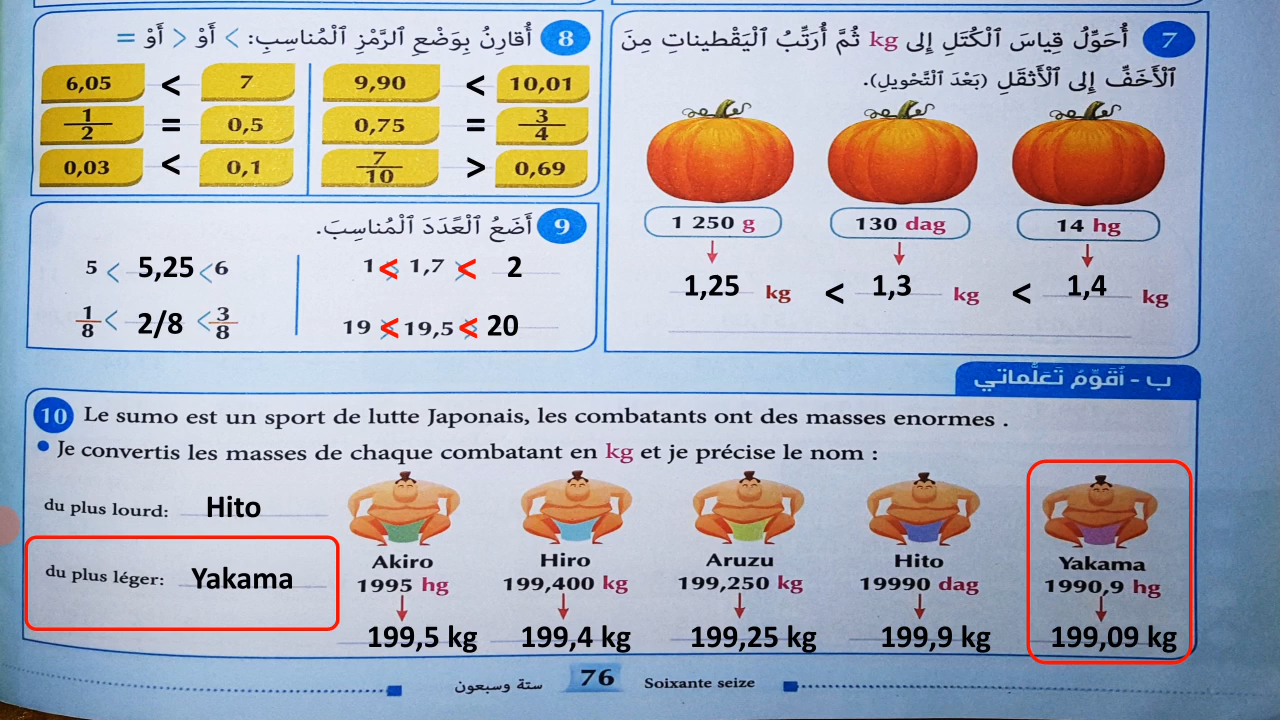 7 أُحَوِّلُ قِياسَ ٱلْكُتَلِ إِلى kg ثُمَّ أُرَتِّبُ ٱلْيَقْطيناتِ مِنَ
ٱلْأَخَفِّ إِلى ٱلْأَثْقَلِ (بَعْدَ ٱلتَّحْويلِ).
1 250 g 130 dag 14 hg
1,25 kg < 1,3 kg < 1,4 kg
8 أُقارِنُ بِوَضْعِ ٱلرَّمْزِ ٱلْمُناسِبِ: < أَوْ > أَوْ =
6,05 < 7 9,90 < 10,01
1/2 = 0,5 0,75 = 3/4
0,03 < 0,1 7/10 > 0,69
9 أَضَعُ ٱلْعَدَدَ ٱلْمُناسِبَ.
5 < 5,25 < 6 1 < 1,7 < 2
1/8 < 2/8 < 3/8 19 < 19,5 < 20
ب - أُقَوِّمُ تَعَلُّماتي
10 Le sumo est un sport de lutte Japonais, les combatants ont des masses enormes .
• Je convertis les masses de chaque combatant en kg et je précise le nom :
du plus lourd: Hito
du plus léger: Yakama
Akiro Hiro Aruzu Hito Yakama
1995 hg 199,400 kg 199,250 kg 19990 dag 1990,9 hg
199,5 kg 199,4 kg 199,25 kg 199,9 kg 199,09 kg
ستة وسبعون 76 Soixante seize